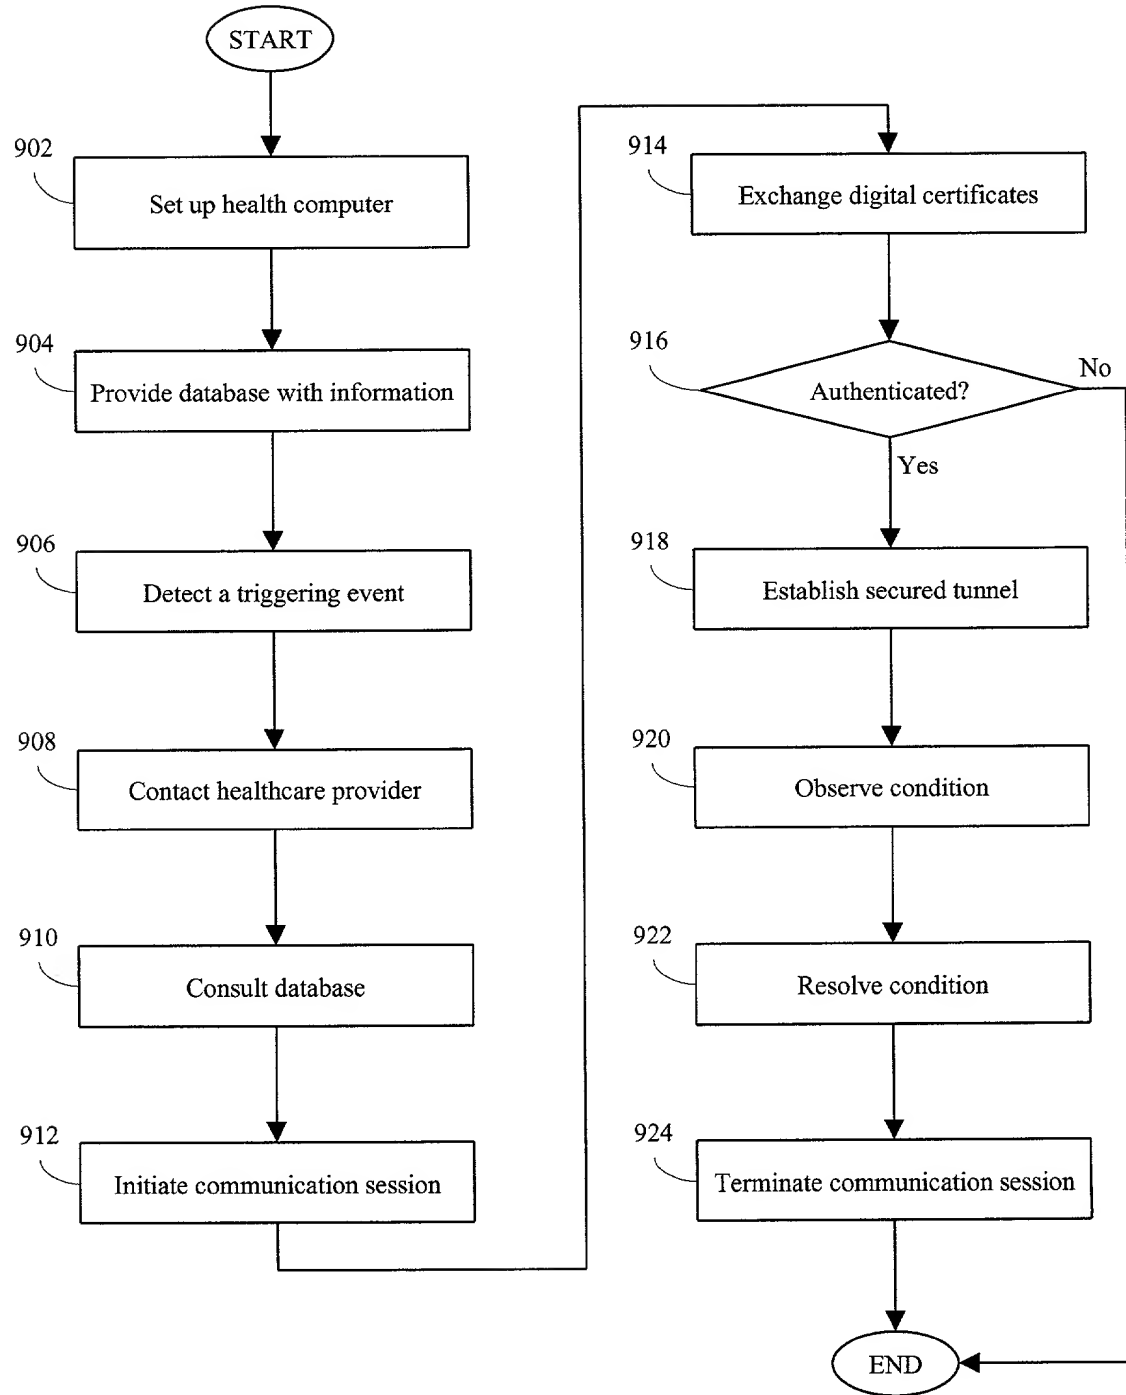 START
902
Set up health computer
904
Provide database with information
906
Detect a triggering event
908
Contact healthcare provider
910
Consult database
912
Initiate communication session
914
Exchange digital certificates
916
Authenticated?
No
Yes
918
Establish secured tunnel
920
Observe condition
922
Resolve condition
924
Terminate communication session
END